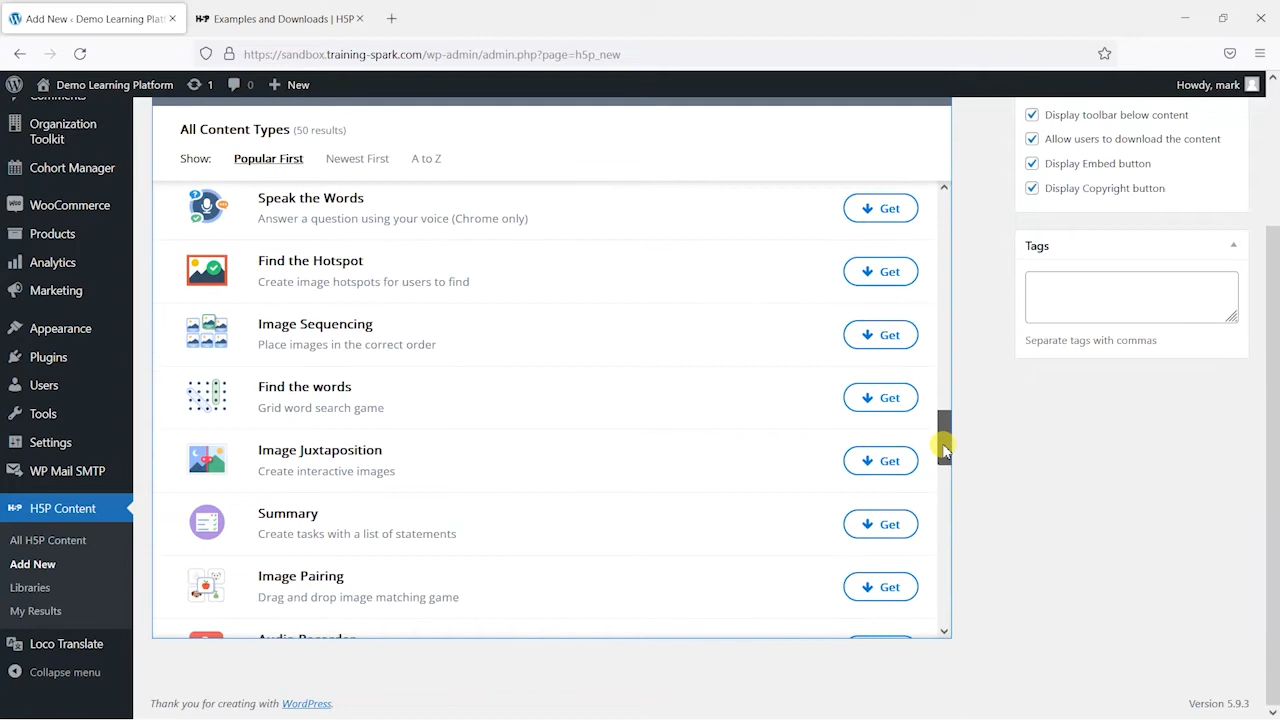 Add New ‹ Demo Learning Platf
H5P Examples and Downloads | H5P
https://sandbox.training-spark.com/wp-admin/admin.php?page=h5p_new
Demo Learning Platform 1 0 New Howdy, mark
Comments
Organization
Toolkit
Cohort Manager
WooCommerce
Products
Analytics
Marketing
Appearance
Plugins
Users
Tools
Settings
WP Mail SMTP
H5P H5P Content
All H5P Content
Add New
Libraries
My Results
Loco Translate
Collapse menu
All Content Types (50 results)
Show: Popular First Newest First A to Z
Speak the Words
Answer a question using your voice (Chrome only)
Get
Find the Hotspot
Create image hotspots for users to find
Get
Image Sequencing
Place images in the correct order
Get
Find the words
Grid word search game
Get
Image Juxtaposition
Create interactive images
Get
Summary
Create tasks with a list of statements
Get
Image Pairing
Drag and drop image matching game
Get
Audio Recorder
Display toolbar below content
Allow users to download the content
Display Embed button
Display Copyright button
Tags
Separate tags with commas
Thank you for creating with WordPress.
Version 5.9.3